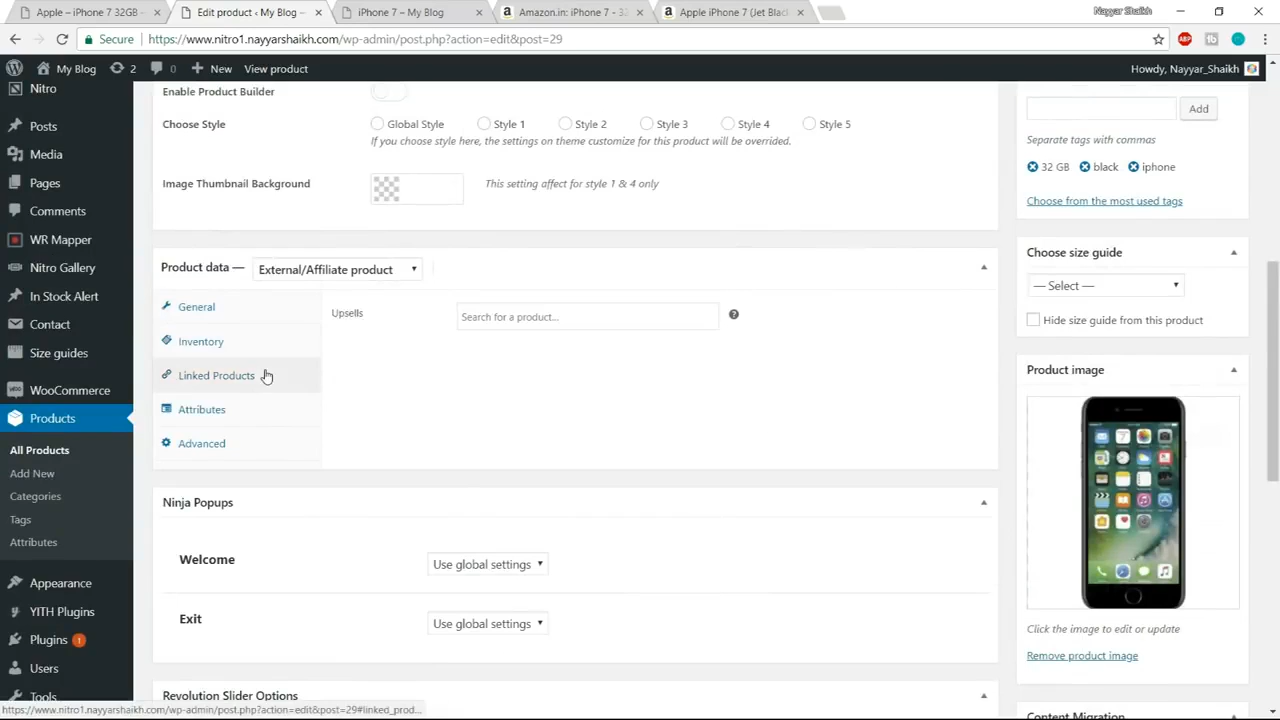 Apple – iPhone 7 32GB –
Edit product ‹ My Blog –
iPhone 7 – My Blog
Amazon.in: iPhone 7 - 32
Apple iPhone 7 (Jet Black
Nayyar Shaikh
Secure
https://www.nitro1.nayyarshaikh.com/wp-admin/post.php?action=edit&post=29
ABP
My Blog
2
0
New
View product
Howdy, Nayyar_Shaikh
Nitro
Posts
Media
Pages
Comments
WR Mapper
Nitro Gallery
In Stock Alert
Contact
Size guides
WooCommerce
Products
All Products
Add New
Categories
Tags
Attributes
Appearance
YITH Plugins
Plugins 1
Users
Tools
Enable Product Builder
Choose Style
Global Style
Style 1
Style 2
Style 3
Style 4
Style 5
If you choose style here, the settings on theme customize for this product will be overrided.
Image Thumbnail Background
This setting affect for style 1 & 4 only
Product data —
External/Affiliate product
General
Inventory
Linked Products
Attributes
Advanced
Upsells
Search for a product...
Ninja Popups
Welcome
Use global settings
Exit
Use global settings
Revolution Slider Options
Add
Separate tags with commas
32 GB
black
iphone
Choose from the most used tags
Choose size guide
— Select —
Hide size guide from this product
Product image
Click the image to edit or update
Remove product image
Content Migration
https://www.nitro1.nayyarshaikh.com/wp-admin/post.php?action=edit&post=29#linked_prod...